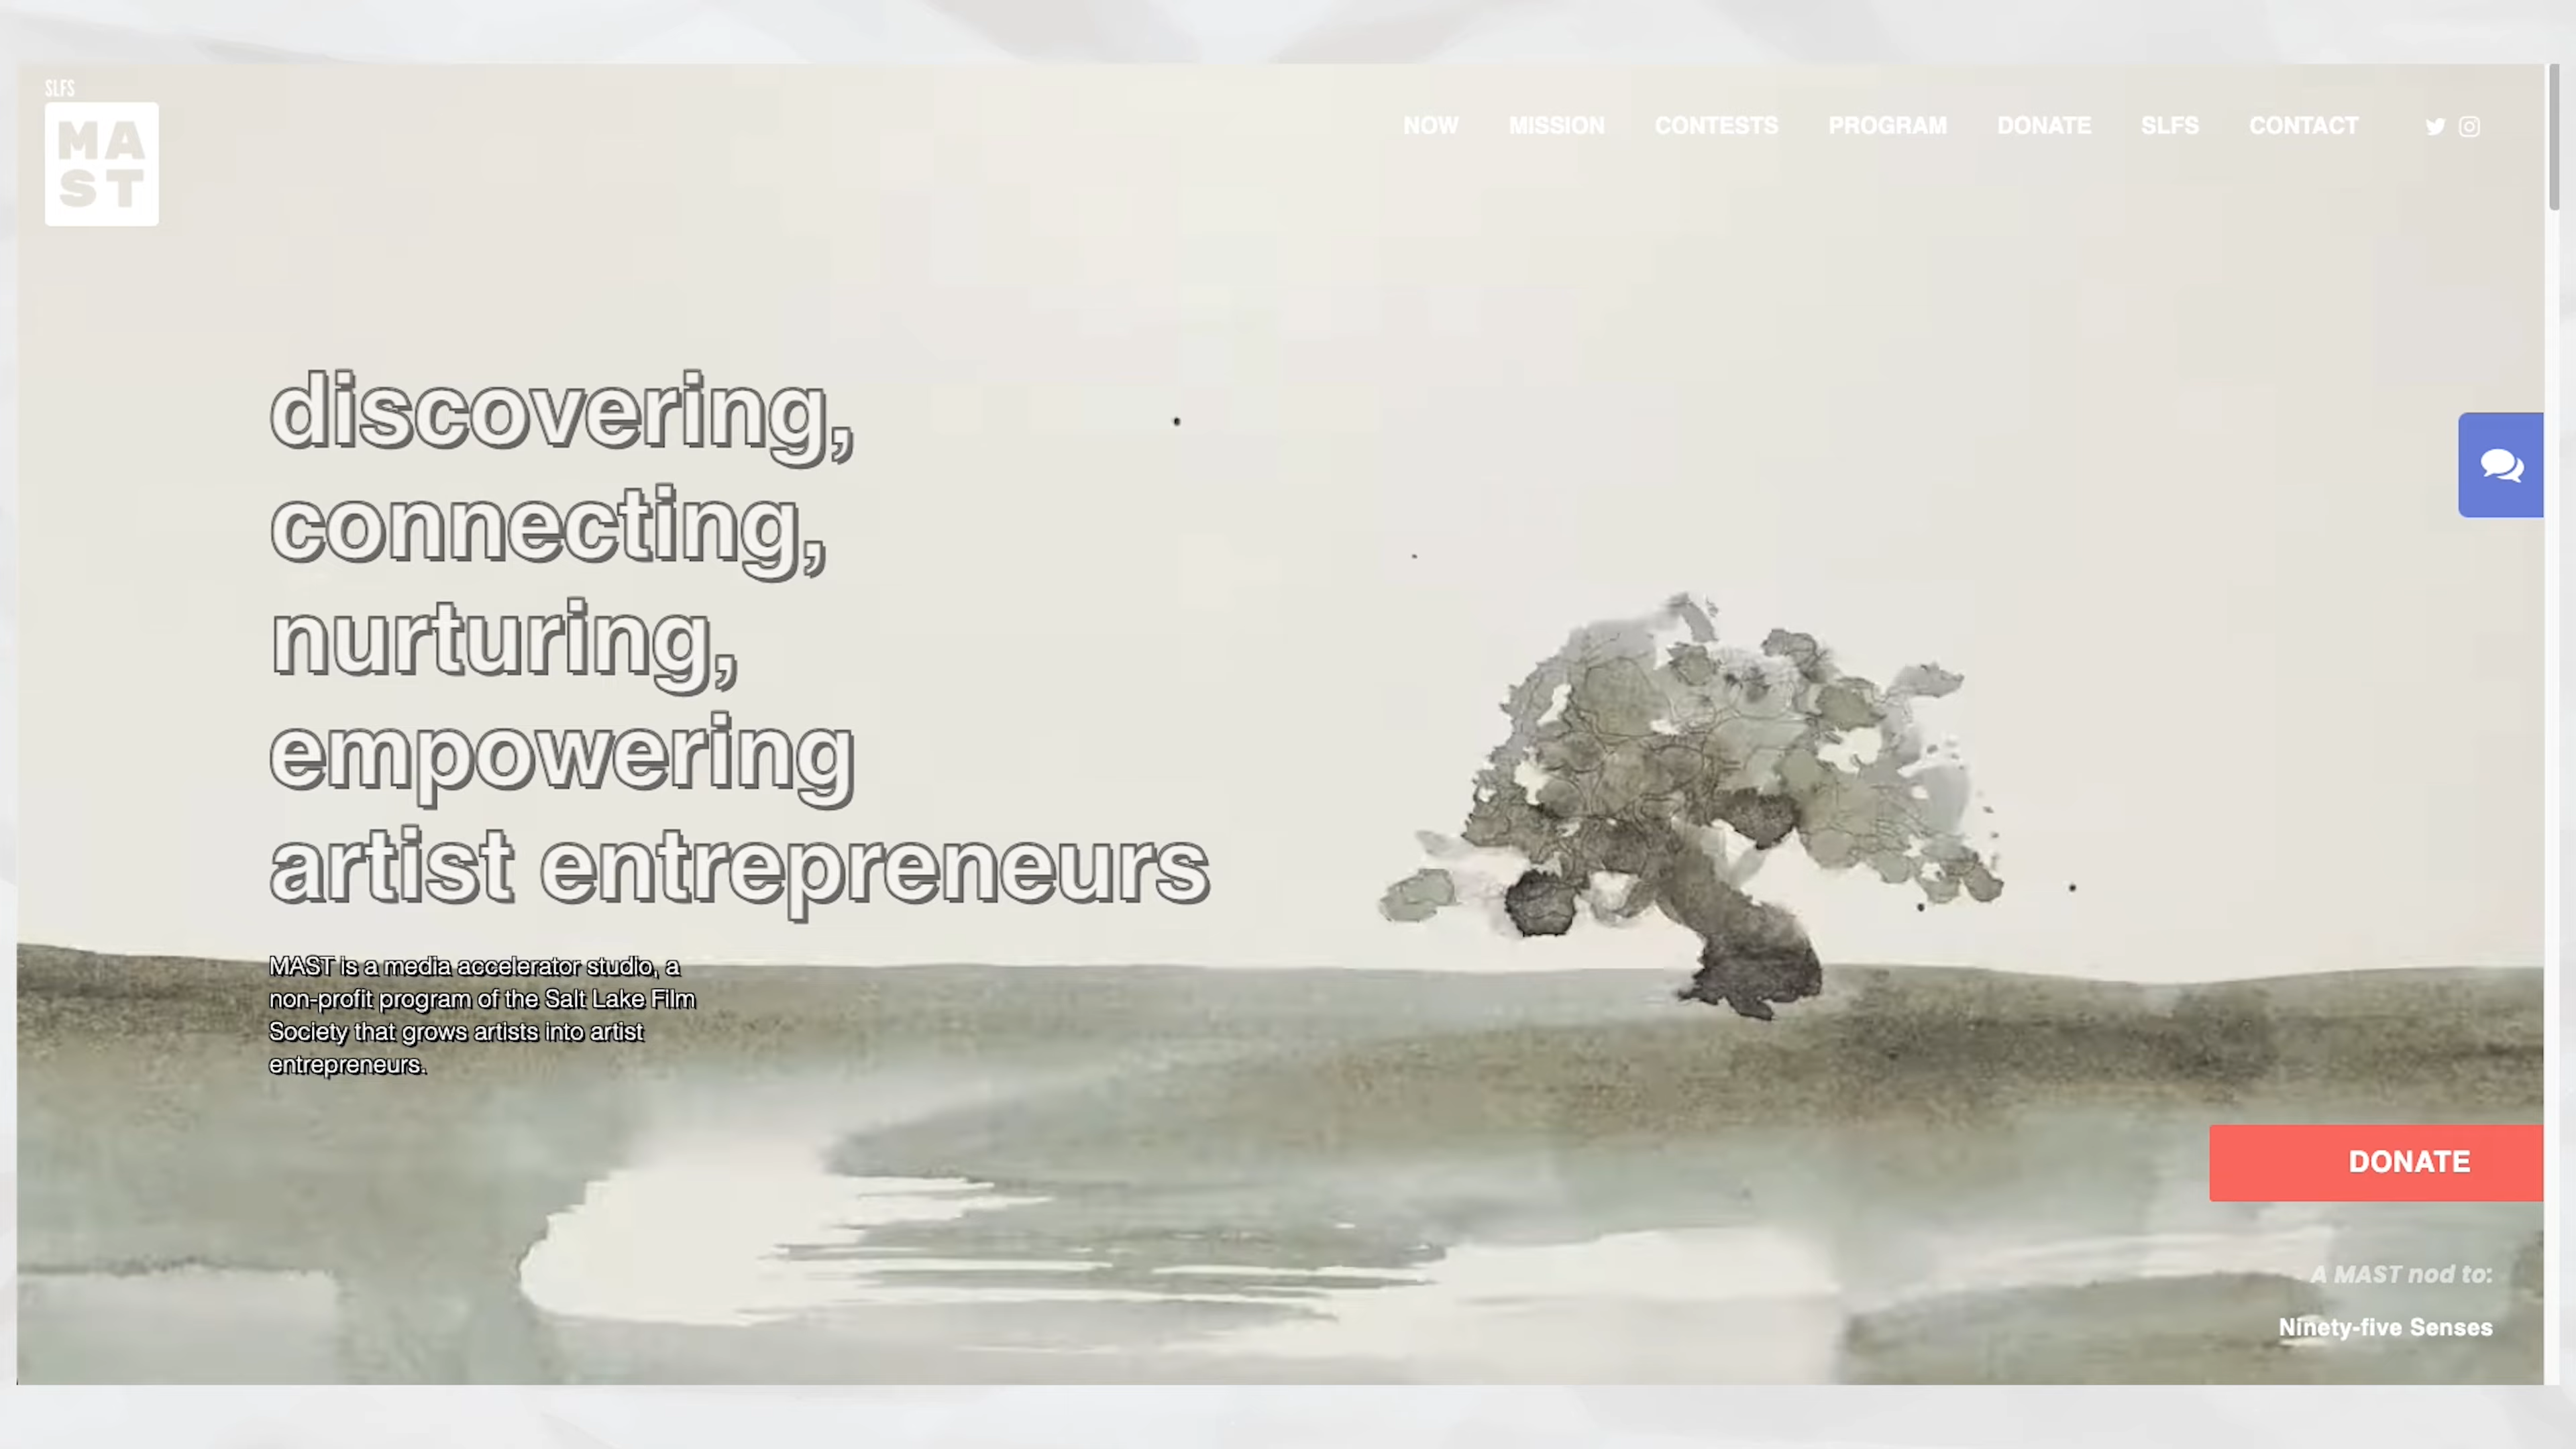 SLFS
MA
ST
NOW MISSION CONTESTS PROGRAM DONATE SLFS CONTACT
discovering,
connecting,
nurturing,
empowering
artist entrepreneurs
MAST is a media accelerator studio, a
non-profit program of the Salt Lake Film
Society that grows artists into artist
entrepreneurs.
DONATE
A MAST nod to:
Ninety-five Senses